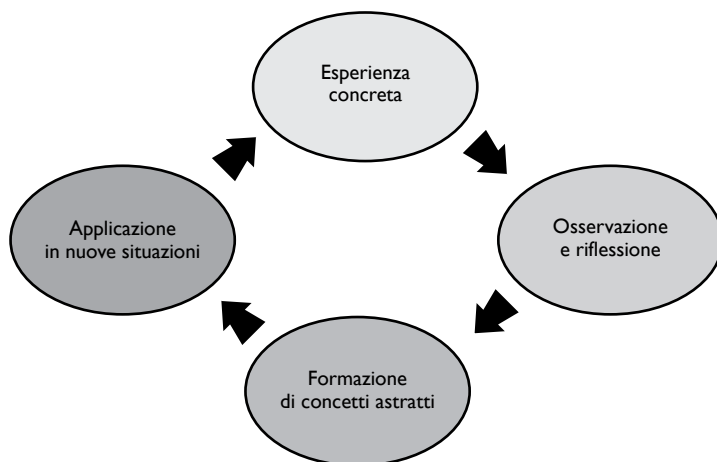 Esperienza
concreta
Osservazione
e riflessione
Formazione
di concetti astratti
Applicazione
in nuove situazioni